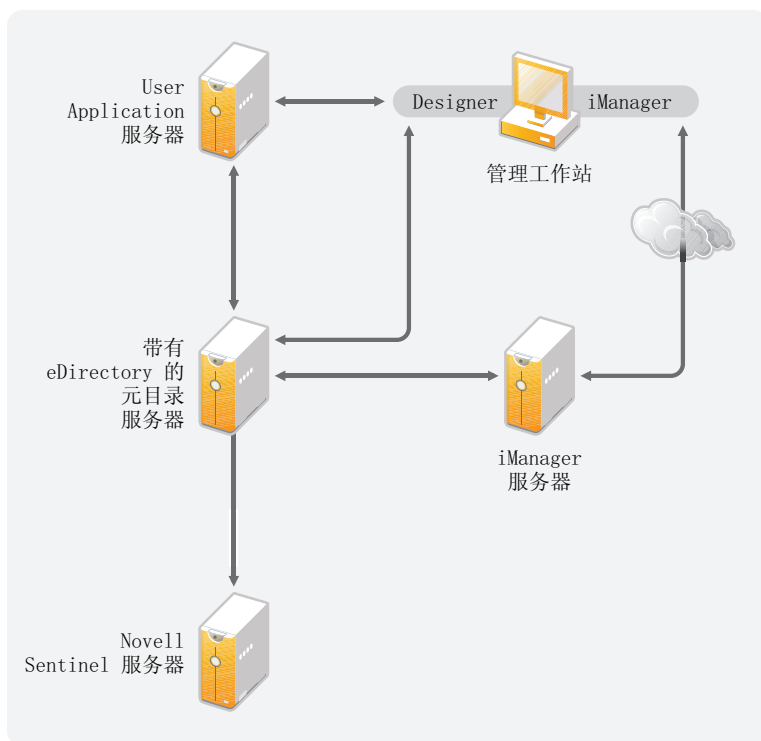 User
Application
服务器
Designer
iManager
管理工作站
带有
eDirectory 的
元目录
服务器
iManager
服务器
Novell
Sentinel 服务器